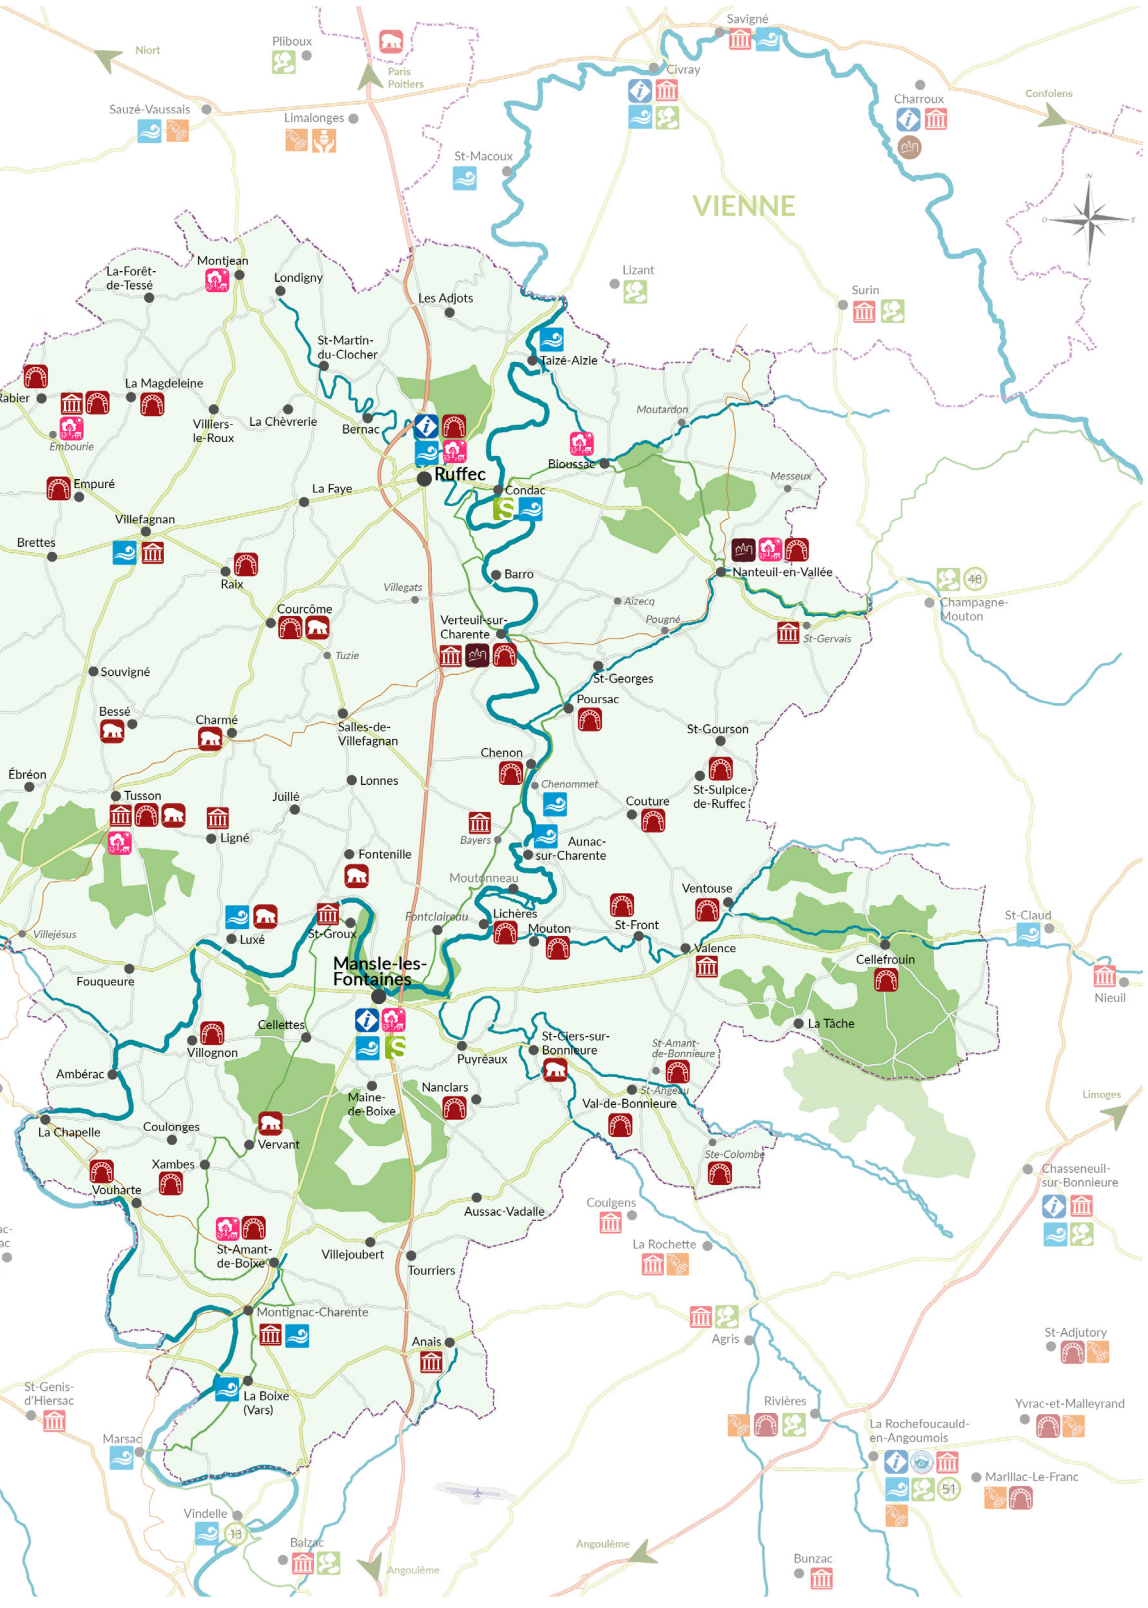 Savigné
Niort
Pliboux
Paris
Poitiers
Civray
Sauzé-Vaussais
Limalonges
Charroux
Confolens
St-Macoux
VIENNE
N
O
E
S
Montjean
La-Forêt-
de-Tessé
Londigny
Lizant
Surin
Les Adjots
St-Martin-
du-Clocher
Taizé-Aizie
Rabier
La Magdeleine
Villiers-
le-Roux
La Chèvrerie
Bernac
Moutardon
Embourie
Ruffec
Bioussac
Empuré
La Faye
Condac
S
Messeux
Villefagnan
Brettes
Raix
Barro
Nanteuil-en-Vallée
48
Champagne-
Mouton
Villegats
Aizecq
Courcôme
Verteuil-sur-
Charente
Pougné
St-Gervais
Tuzie
Souvigné
St-Georges
Bessé
Charmé
Salles-de-
Villefagnan
Poursac
St-Gourson
Chenon
Ébréon
Tusson
Lonnes
Chenommet
St-Sulpice-
de-Ruffec
Juillé
Couture
Ligné
Bayers
Aunac-
sur-Charente
Fontenille
Moutonneau
Ventouse
Villejésus
Luxé
St-Groux
Fontclaireau
Lichères
Mouton
St-Front
Valence
St-Claud
Cellefrouin
Nieuil
Fouqueure
Mansle-les-
Fontaines
Cellettes
S
La Tâche
Villognon
St-Ciers-sur-
Bonnieure
Puyréaux
St-Amant-
de-Bonnieure
Ambérac
Maine-
de-Boixe
Nanclars
St-Angeau
Val-de-Bonnieure
Limoges
La Chapelle
Coulonges
Vervant
Xambes
Ste-Colombe
Vouharte
Chasseneuil-
sur-Bonnieure
Aussac-Vadalle
Coulgens
ac-
ac
St-Amant-
de-Boixe
Villejoubert
Tourriers
La Rochette
Montignac-Charente
Anais
Agris
St-Adjutory
St-Genis-
d'Hiersac
La Boixe
(Vars)
Rivières
Yvrac-et-Malleyrand
Marsac
La Rochefoucauld-
en-Angoumois
51
Marillac-Le-Franc
Vindelle
13
Balzac
Angoulême
Angoulême
Bunzac